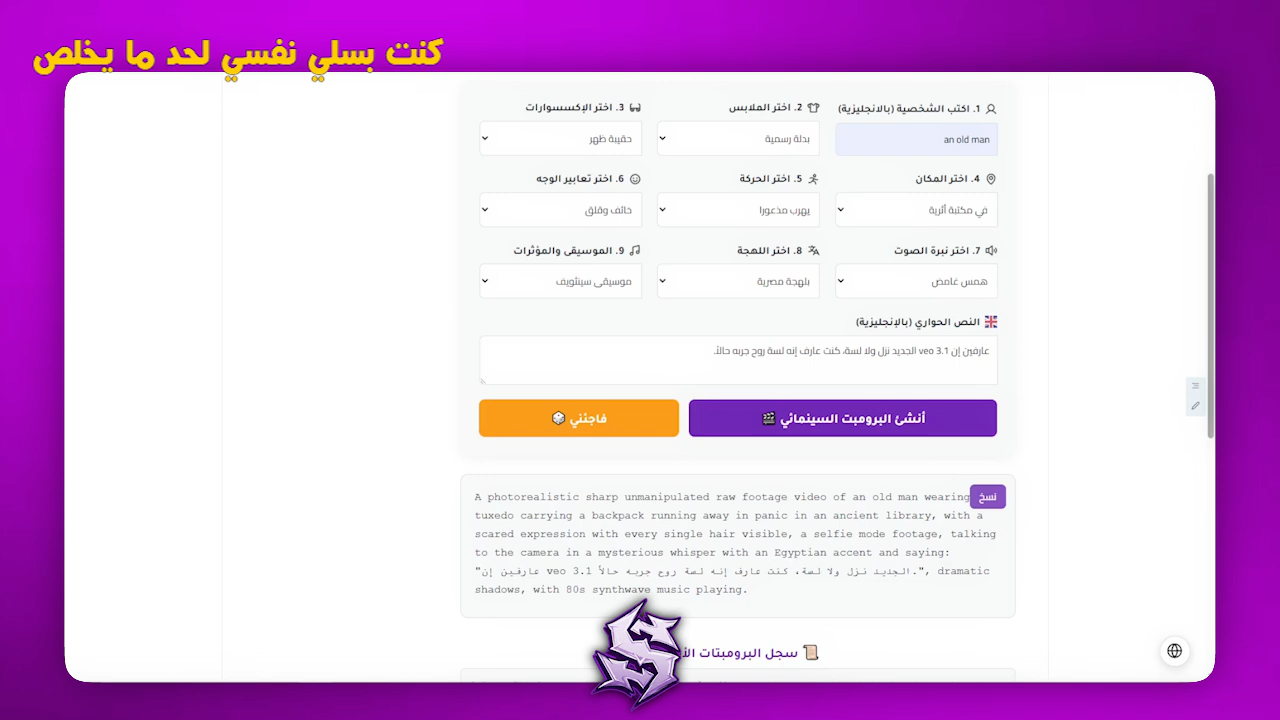 كنت بسلي نفسي لحد ما يخلص
1. اكتب الشخصية (بالانجليزية)
2. اختر الملابس
3. اختر الإكسسوارات
an old man
بدلة رسمية
حقيبة ظهر
4. اختر المكان
5. اختر الحركة
6. اختر تعابير الوجه
في مكتبة أثرية
يهرب مذعورا
خائف وقلق
7. اختر نبرة الصوت
8. اختر اللهجة
9. الموسيقى والمؤثرات
همس غامض
بلهجة مصرية
موسيقى سينثويف
النص الحواري (بالإنجليزية)
عارفين إن veo 3.1 الجديد نزل ولا لسة، كنت عارف إنه لسة روح جربه حالاً.
أنشئ البرومبت السينمائي
فاجئني
نسخ
A photorealistic sharp unmanipulated raw footage video of an old man wearing
tuxedo carrying a backpack running away in panic in an ancient library, with a
scared expression with every single hair visible, a selfie mode footage, talking
to the camera in a mysterious whisper with an Egyptian accent and saying:
"عارفين إن veo 3.1 الجديد نزل ولا لسة، كنت عارف إنه لسة روح جربه حالاً.", dramatic
shadows, with 80s synthwave music playing.
سجل البرومبتات